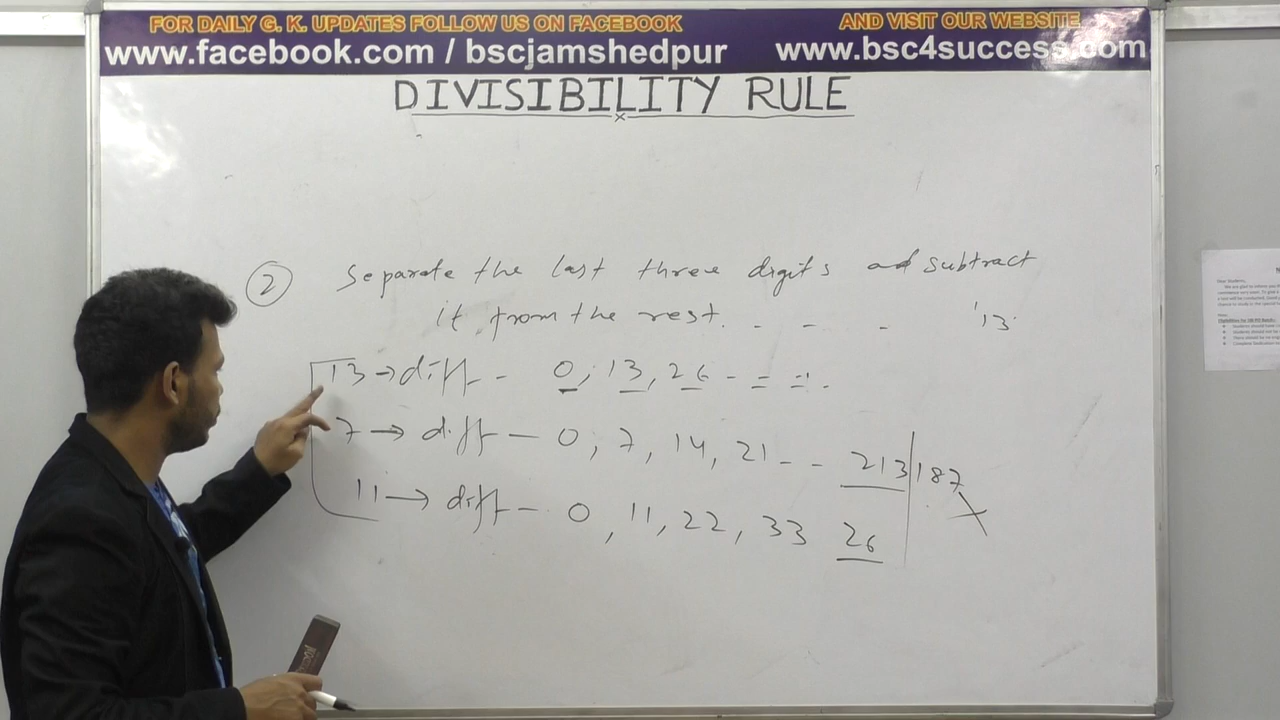 FOR DAILY G. K. UPDATES FOLLOW US ON FACEBOOK
AND VISIT OUR WEBSITE
www.facebook.com / bscjamshedpur
www.bsc4success.com
DIVISIBILITY RULE
x
2 Separate the last three digits ad subtract
it from the rest. - - - '13'
13 → diff - 0, 13, 26 - = =.
7 → diff - 0, 7, 14, 21 - - 213|187
11 → diff - 0, 11, 22, 33 26